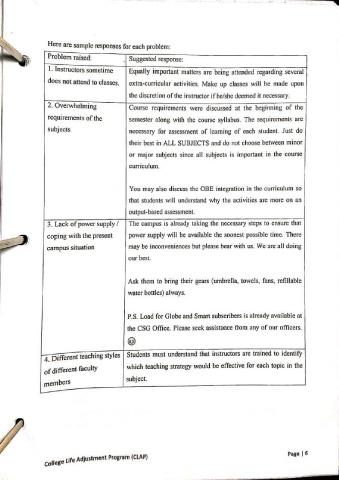 Here are sample responses for each problem:
Problem raised:
Suggested response:
1. Instructors sometime
does not attend to classes.
Equally important matters are being attended regarding several
extra-curricular activities. Make up classes will be made upon
the discretion of the instructor if he/she deemed it necessary.
2. Overwhelming
requirements of the
subjects
Course requirements were discussed at the beginning of the
semester along with the course syllabus. The requirements are
necessary for assessment of learning of each student. Just do
their best in ALL SUBJECTS and do not choose between minor
or major subjects since all subjects is important in the course
curriculum.
You may also discuss the OBE integration in the curriculum so
that students will understand why the activities are more on an
output-based assessment.
3. Lack of power supply /
coping with the present
campus situation
The campus is already taking the necessary steps to ensure that
power supply will be available the soonest possible time. There
may be inconveniences but please bear with us. We are all doing
our best.
Ask them to bring their gears (umbrella, towels, fans, refillable
water bottles) always.
P.S. Load for Globe and Smart subscribers is already available at
the CSG Office. Please seek assistance from any of our officers.
☺
4. Different teaching styles
of different faculty
members
Students must understand that instructors are trained to identify
which teaching strategy would be effective for each topic in the
subject.
College Life Adjustment Program (CLAP)
Page | 6